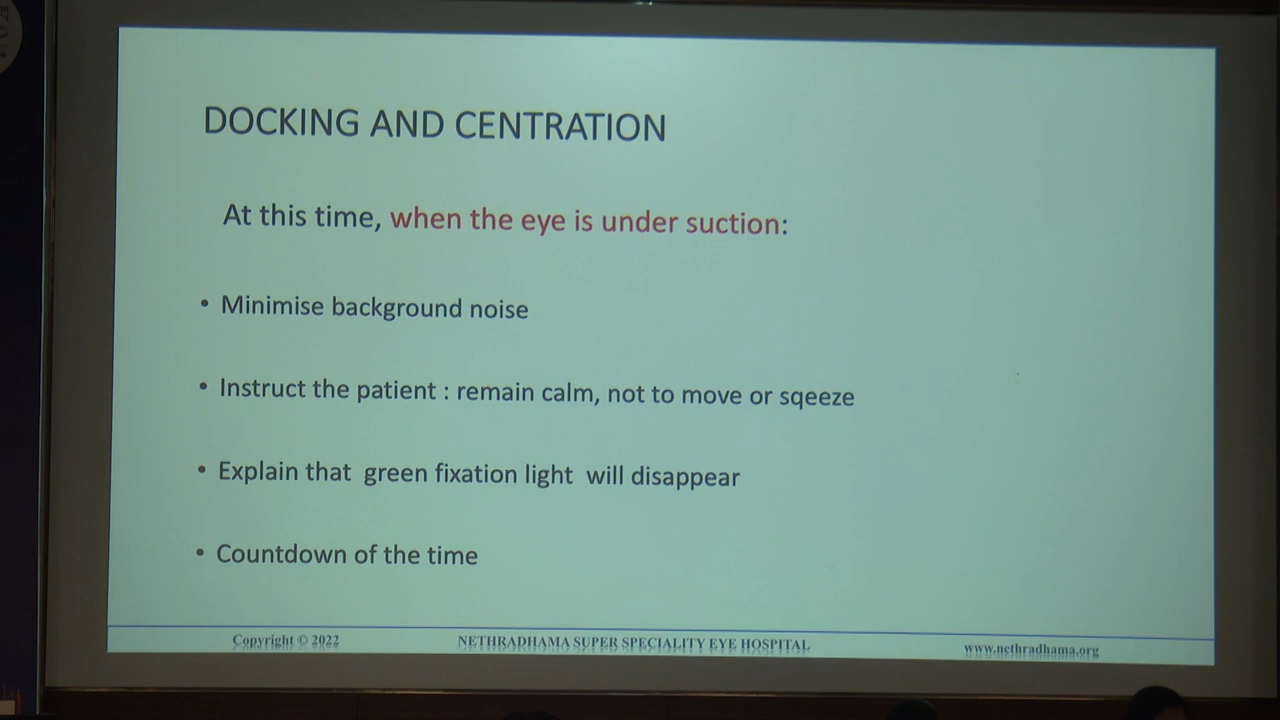 DOCKING AND CENTRATION
At this time, when the eye is under suction:
• Minimise background noise
• Instruct the patient : remain calm, not to move or sqeeze
• Explain that green fixation light will disappear
• Countdown of the time
Copyright © 2022 NETHRADHAMA SUPER SPECIALITY EYE HOSPITAL www.nethradhama.org